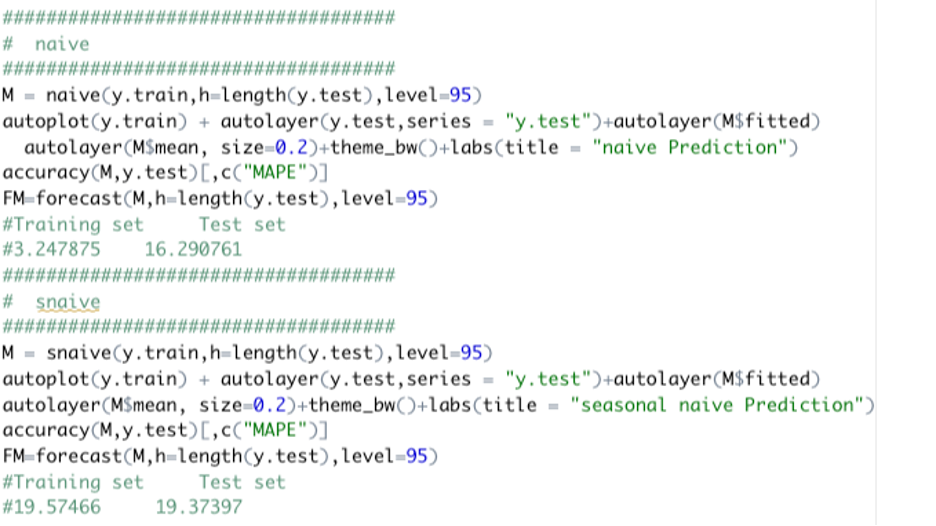 ####################################
#  naive
####################################
M = naive(y.train,h=length(y.test),level=95)
autoplot(y.train) + autolayer(y.test,series = "y.test")+autolayer(M$fitted)
  autolayer(M$mean, size=0.2)+theme_bw()+labs(title = "naive Prediction")
accuracy(M,y.test)[,c("MAPE")]
FM=forecast(M,h=length(y.test),level=95)
#Training set     Test set
#3.247875    16.290761
####################################
#  snaive
####################################
M = snaive(y.train,h=length(y.test),level=95)
autoplot(y.train) + autolayer(y.test,series = "y.test")+autolayer(M$fitted)
autolayer(M$mean, size=0.2)+theme_bw()+labs(title = "seasonal naive Prediction")
accuracy(M,y.test)[,c("MAPE")]
FM=forecast(M,h=length(y.test),level=95)
#Training set     Test set
#19.57466     19.37397